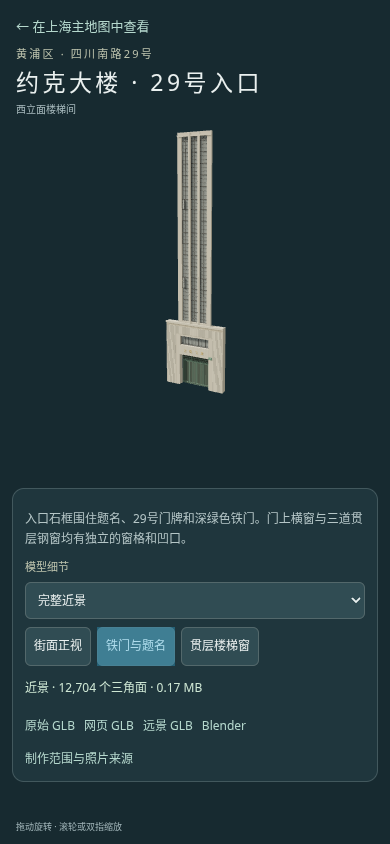 ← 在上海主地图中查看
黄浦区 · 四川南路29号
约克大楼 · 29号入口
西立面楼梯间
入口石框围住题名、29号门牌和深绿色铁门。门上横窗与三道贯
层钢窗均有独立的窗格和凹口。
模型细节
完整近景
街面正视 铁门与题名 贯层楼梯窗
近景 · 12,704 个三角面 · 0.17 MB
原始 GLB 网页 GLB 远景 GLB Blender
制作范围与照片来源
拖动旋转 · 滚轮或双指缩放